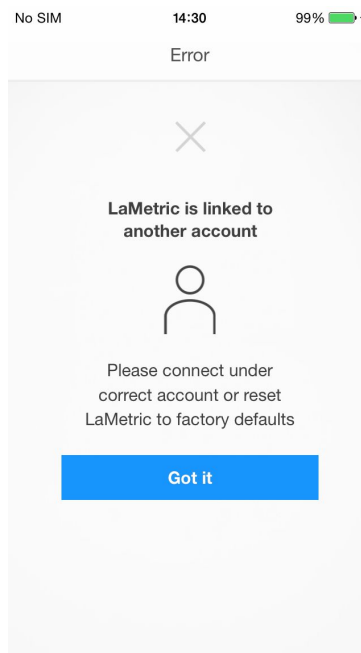 No SIM 14:30 99%
Error
LaMetric is linked to
another account
Please connect under
correct account or reset
LaMetric to factory defaults
Got it